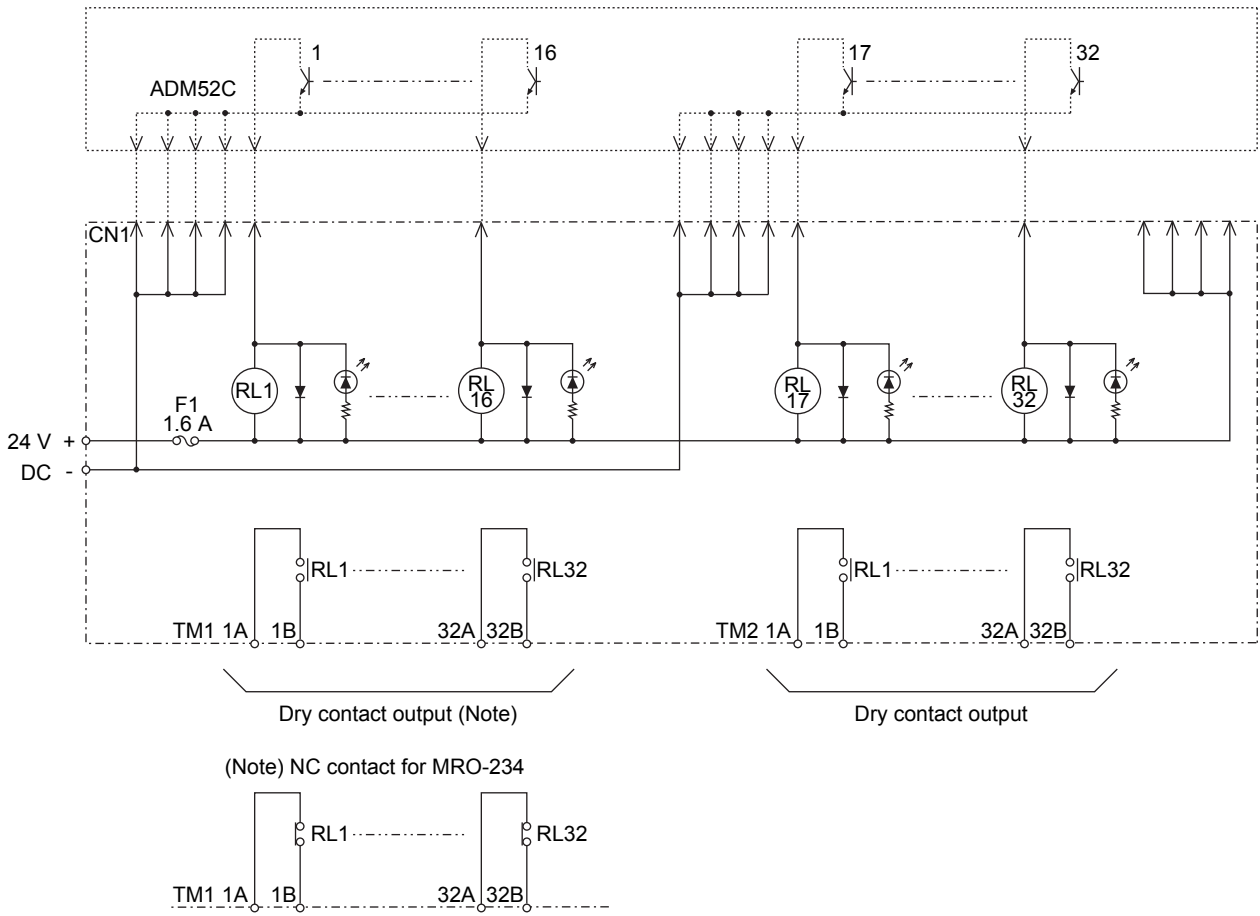 1 16 17 32
ADM52C
CN1
RL1 RL 16 RL 17 RL 32
F1
1.6 A
24 V +
DC -
RL1 RL32 RL1 RL32
TM1 1A 1B 32A 32B TM2 1A 1B 32A 32B
Dry contact output (Note) Dry contact output
(Note) NC contact for MRO-234
RL1 RL32
TM1 1A 1B 32A 32B